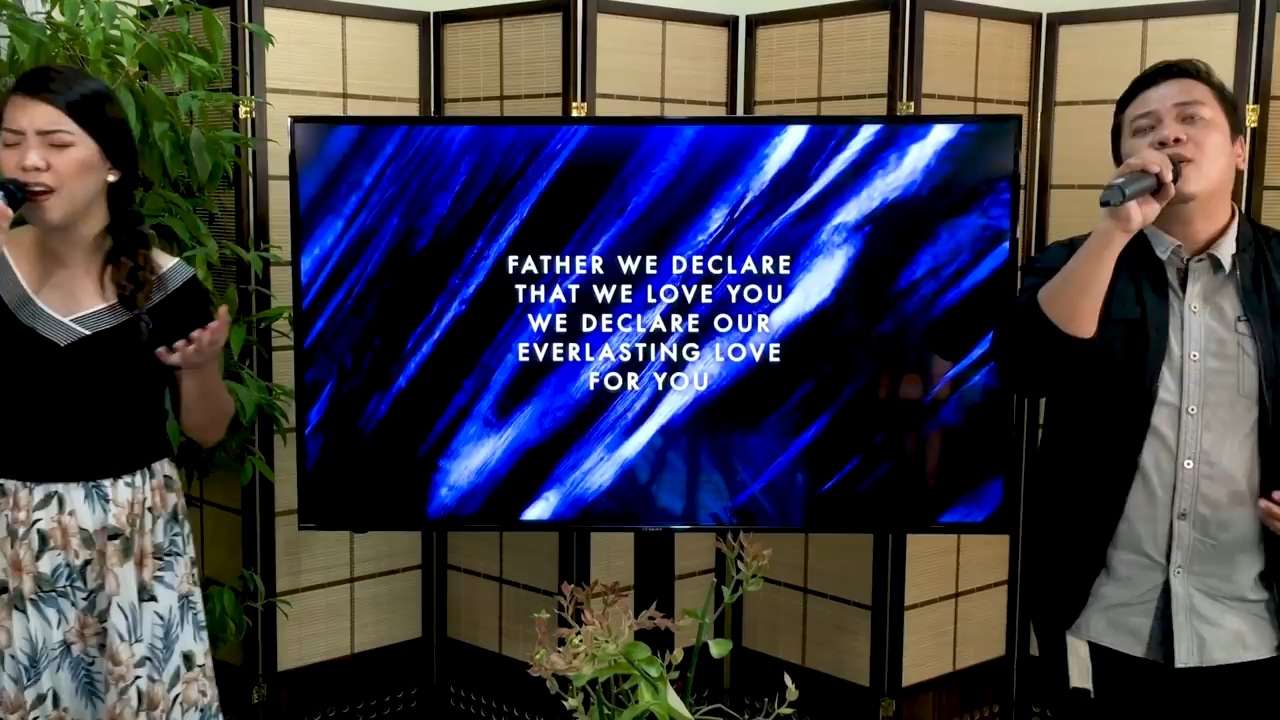 FATHER WE DECLARE
THAT WE LOVE YOU
WE DECLARE OUR
EVERLASTING LOVE
FOR YOU